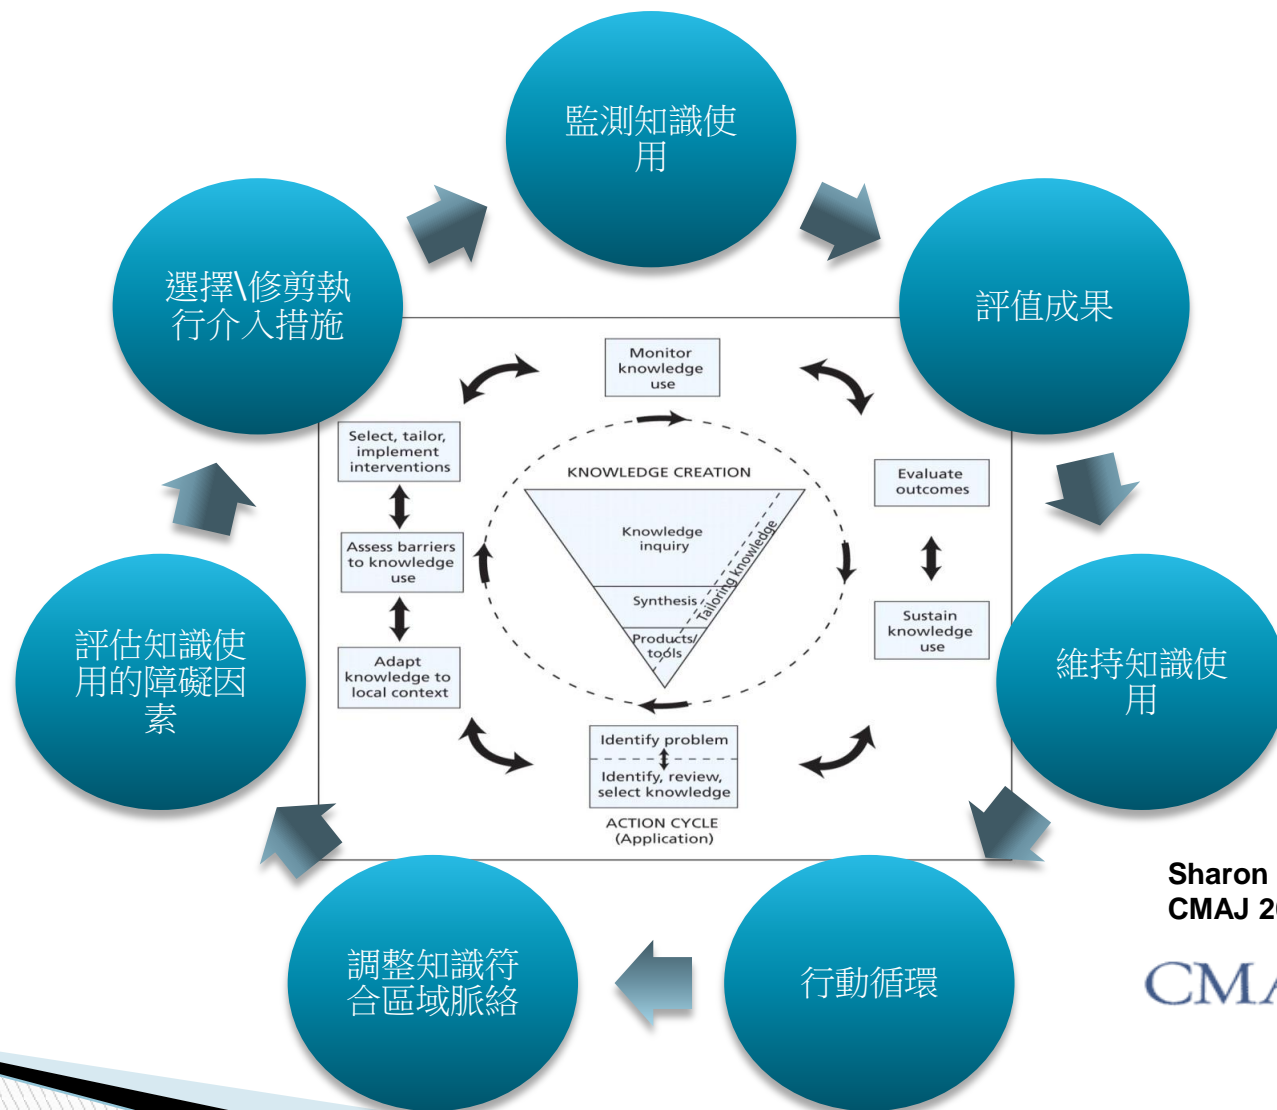 監測知識使
用
選擇\修剪執
行介入措施
評值成果
Monitor
knowledge
use
Select, tailor,
implement
interventions
KNOWLEDGE CREATION
Evaluate
outcomes
Knowledge
inquiry
Tailoring knowledge
Assess barriers
to knowledge
use
Synthesis
Sustain
knowledge
use
Products/
tools
Adapt
knowledge to
local context
評估知識使
用的障礙因
素
維持知識使
用
Identify problem
Identify, review,
select knowledge
ACTION CYCLE
(Application)
Sharon
CMAJ
調整知識符
合區域脈絡
行動循環